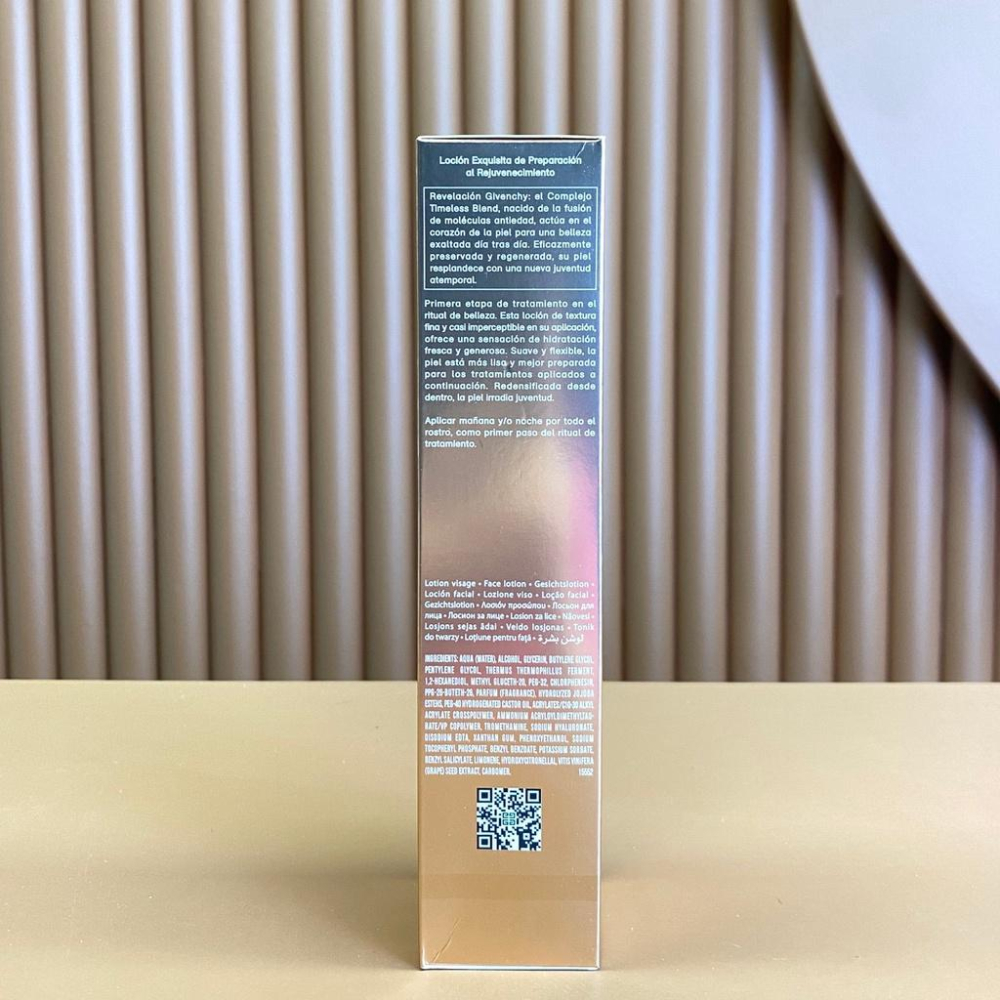 Loción Exquisita de Preparación
al Rejuvenecimiento
Revelación Givenchy: el Complejo
Timeless Blend, nacido de la fusión
de moléculas antiedad, actúa en el
corazón de la piel para una belleza
exaltada día tras día. Eficazmente
preservada y regenerada, su piel
resplandece con una nueva juventud
atemporal.
Primera etapa de tratamiento en el
ritual de belleza. Esta loción de textura
fina y casi imperceptible en su aplicación,
ofrece una sensación de hidratación
fresca y generosa. Suave y flexible, la
piel está más lisa y mejor preparada
para los tratamientos aplicados a
continuación. Redensificada desde
dentro, la piel irradia juventud.
Aplicar mañana y/o noche por todo el
rostro, como primer paso del ritual de
tratamiento.
Lotion visage • Face lotion • Gesichtslotion •
Loción facial • Lozione viso • Loção facial •
Gezichtslotion • Λοσιόν προσώπου • Лосьон для
лица • Лосион за лице • Losion za lice • Näovesi •
Losjons sejas ādai • Veido losjonas • Tonik
do twarzy • Loțiune pentru față • لوشن بشرة
INGREDIENTS: AQUA (WATER), ALCOHOL, GLYCERIN, BUTYLENE GLYCOL,
PENTYLENE GLYCOL, THERMUS THERMOPHILLUS FERMENT,
1,2-HEXANEDIOL, METHYL GLUCETH-20, PEG-32, CHLORPHENESIN,
PPG-26-BUTETH-26, PARFUM (FRAGRANCE), HYDROLYZED JOJOBA
ESTERS, PEG-40 HYDROGENATED CASTOR OIL, ACRYLATES/C10-30 ALKYL
ACRYLATE CROSSPOLYMER, AMMONIUM ACRYLOYLDIMETHYLTAU-
RATE/VP COPOLYMER, TROMETHAMINE, SODIUM HYALURONATE,
DISODIUM EDTA, XANTHAN GUM, PHENOXYETHANOL, SODIUM
TOCOPHERYL PHOSPHATE, BENZYL BENZOATE, POTASSIUM SORBATE,
BENZYL SALICYLATE, LIMONENE, HYDROXYCITRONELLAL, VITIS VINIFERA
(GRAPE) SEED EXTRACT, CARBOMER. 15552